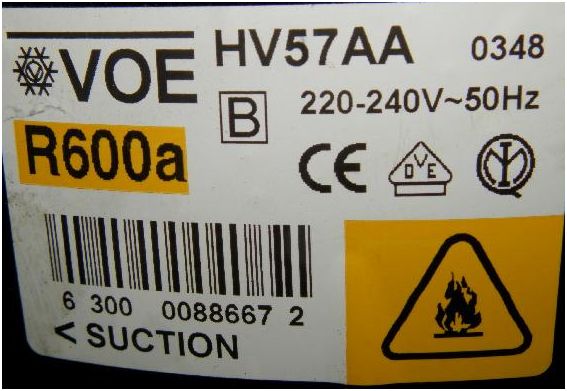 VOE HV57AA 0348
B 220-240V~50Hz
R600a CE DVE
6 300 0088667 2
< SUCTION